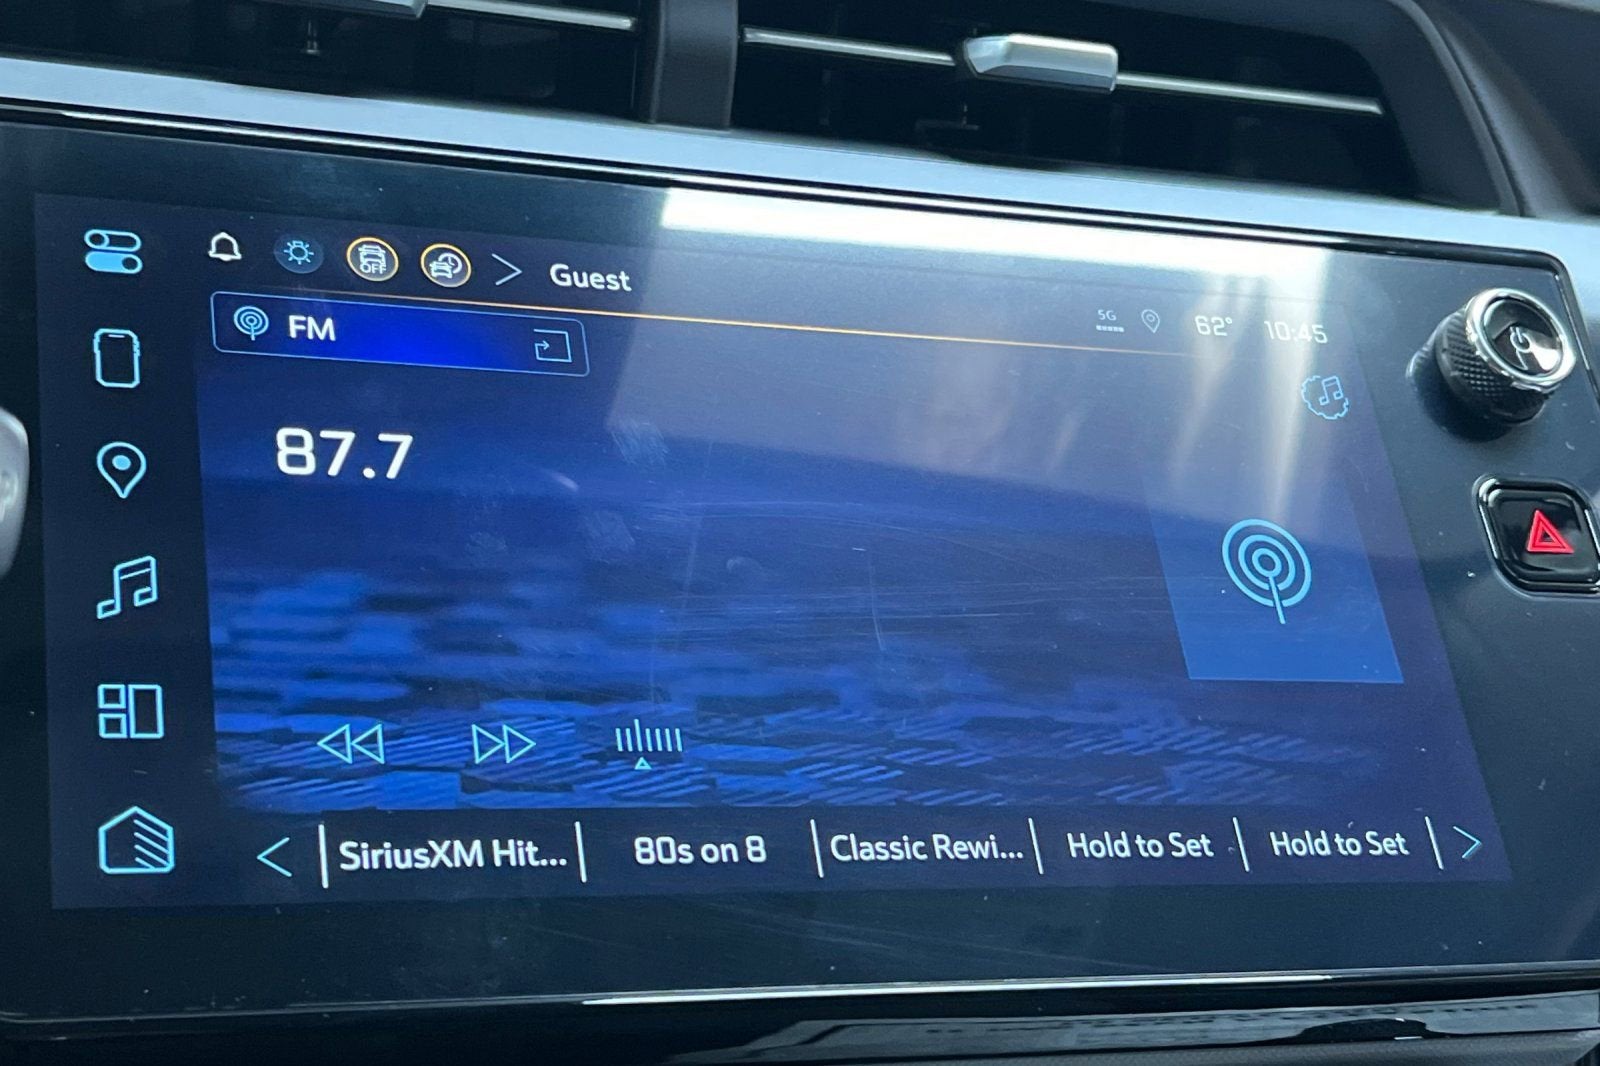 OFF
Guest
5G
62°
10:45
FM
87.7
SiriusXM Hit...
80s on 8
Classic Rewi...
Hold to Set
Hold to Set